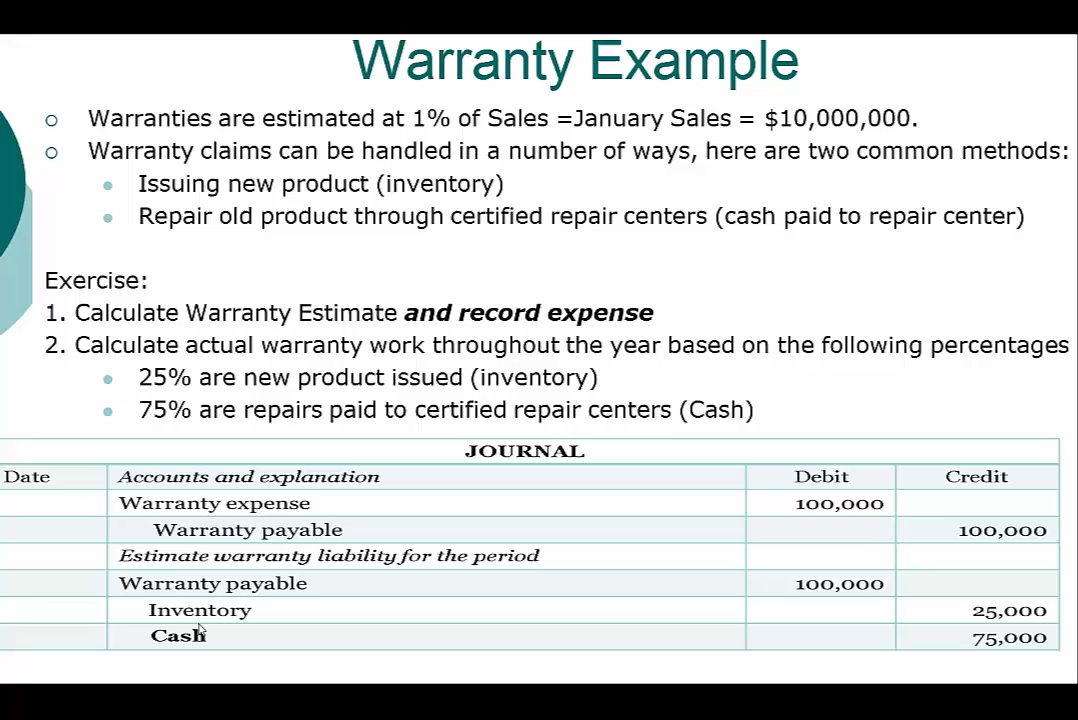 Warranty Example
Warranties are estimated at 1% of Sales =January Sales = $10,000,000.
Warranty claims can be handled in a number of ways, here are two common methods:
Issuing new product (inventory)
Repair old product through certified repair centers (cash paid to repair center)
Exercise:
1. Calculate Warranty Estimate and record expense
2. Calculate actual warranty work throughout the year based on the following percentages
25% are new product issued (inventory)
75% are repairs paid to certified repair centers (Cash)
JOURNAL
Date Accounts and explanation Debit Credit
Warranty expense 100,000
Warranty payable 100,000
Estimate warranty liability for the period
Warranty payable 100,000
Inventory 25,000
Cash 75,000